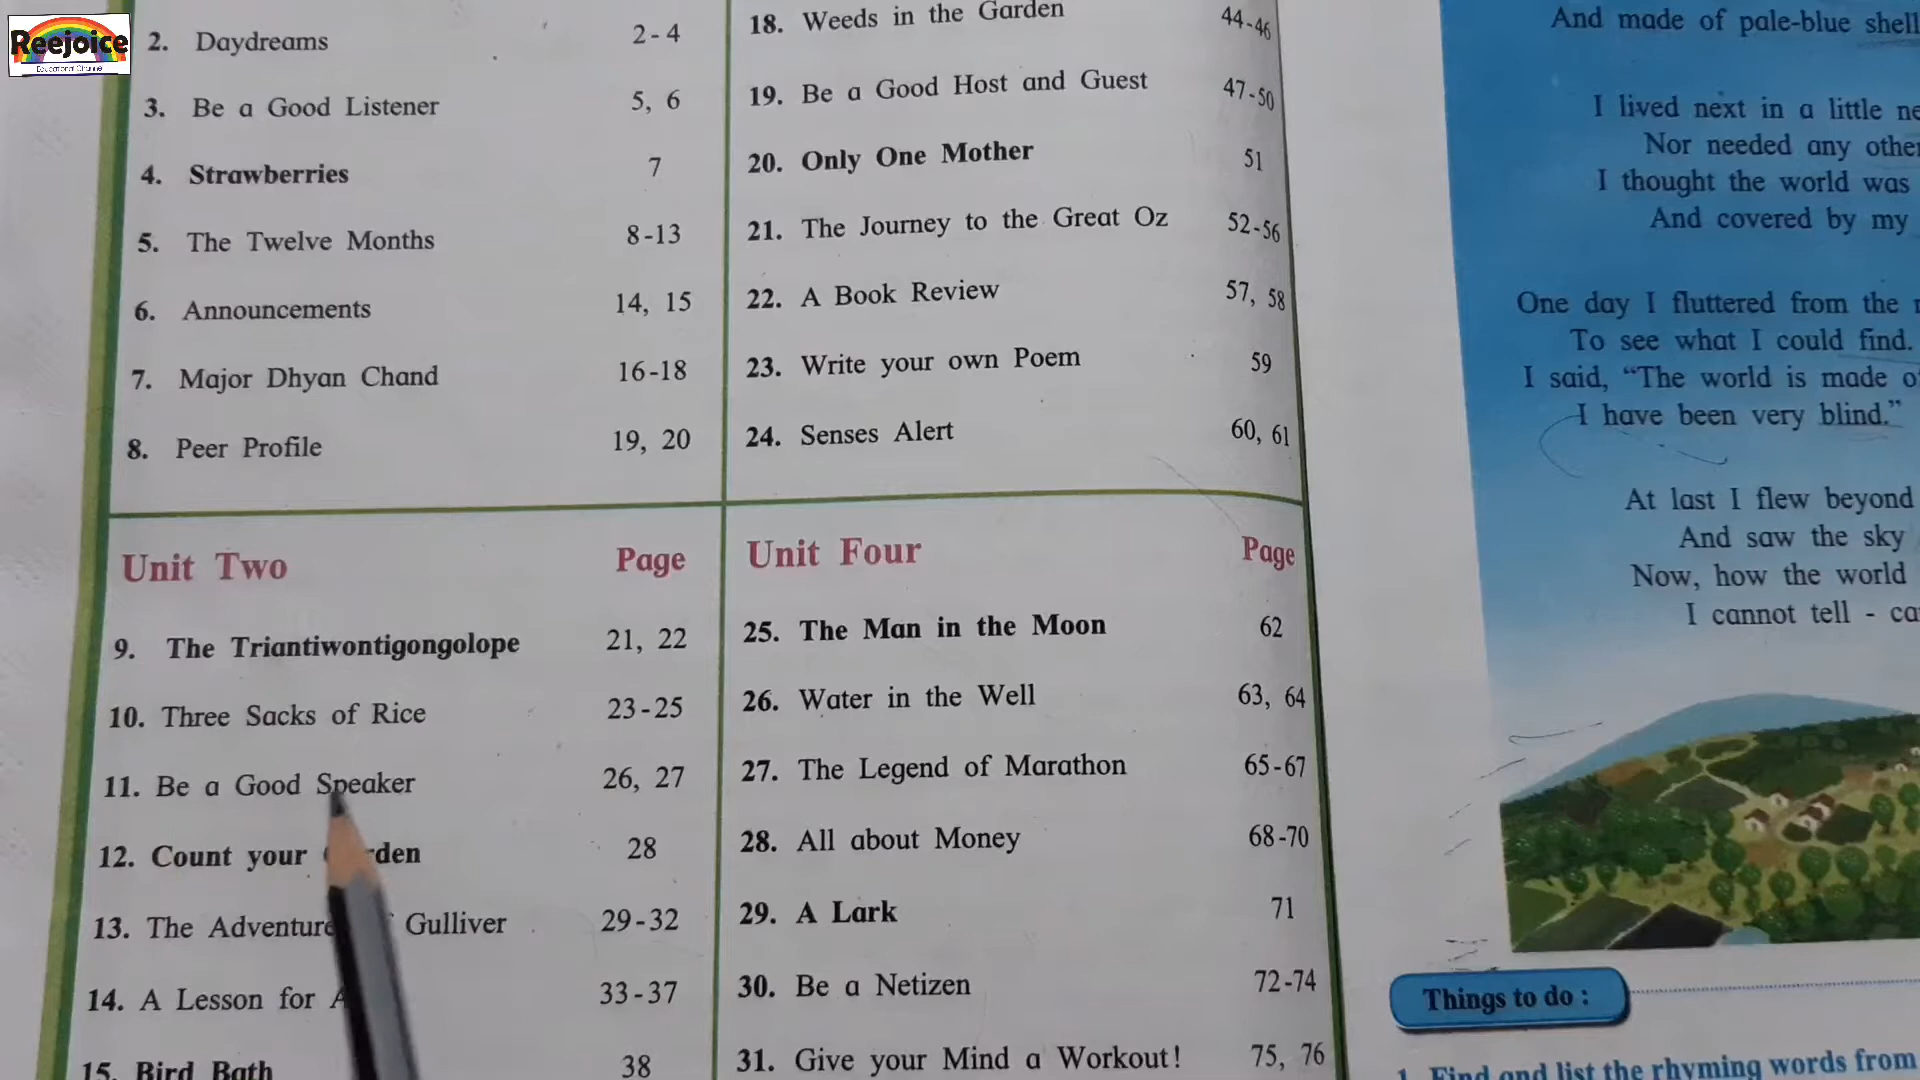 Reejoice
Educational Channel
2. Daydreams 2-4
3. Be a Good Listener 5, 6
4. Strawberries 7
5. The Twelve Months 8-13
6. Announcements 14, 15
7. Major Dhyan Chand 16-18
8. Peer Profile 19, 20
Unit Two Page
9. The Triantiwontigongolope 21, 22
10. Three Sacks of Rice 23-25
11. Be a Good Speaker 26, 27
12. Count your 28
13. The Gulliver 29-32
14. A Lesson for 33-37
15. Bird Bath 38
18. Weeds in the Garden 44-46
19. Be a Good Host and Guest 47-50
20. Only One Mother 51
21. The Journey to the Great Oz 52-56
22. A Book Review 57, 58
23. Write your own Poem 59
24. Senses Alert 60, 61
Unit Four Page
25. The Man in the Moon 62
26. Water in the Well 63, 64
27. The Legend of Marathon 65-67
28. All about Money 68-70
29. A Lark 71
30. Be a Netizen 72-74
31. Give your Mind a Workout! 75, 76
And made of pale-blue shell
I lived next in a little
Nor needed any
I thought the world was
And covered by my
One day I fluttered from the
To see what I could find.
I said, “The world is made
I have been very blind.”
At last I flew beyond
And saw the sky
Now, how the world
I cannot tell -
Things to do :
1. Find and list the rhyming words from